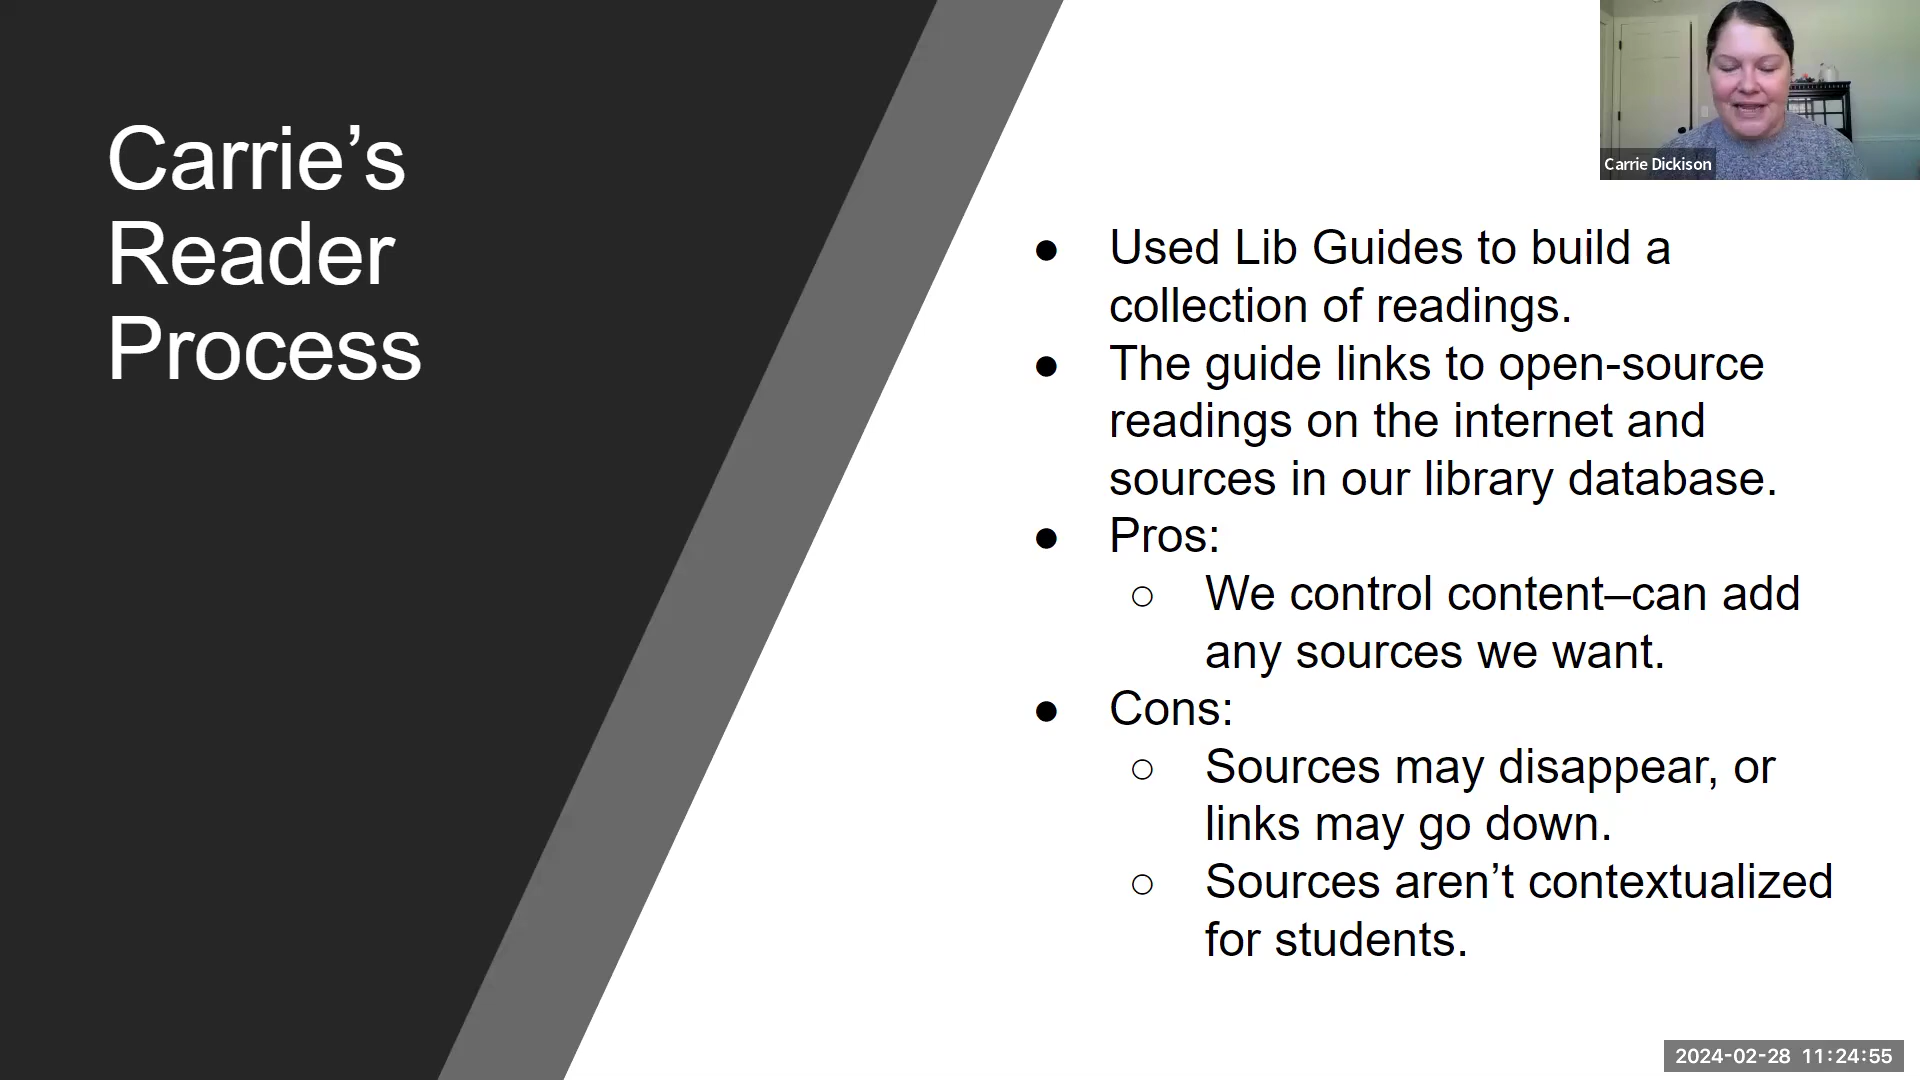 Carrie’s
Reader
Process
Carrie Dickison
● Used Lib Guides to build a
collection of readings.
● The guide links to open-source
readings on the internet and
sources in our library database.
● Pros:
○ We control content–can add
any sources we want.
● Cons:
○ Sources may disappear, or
links may go down.
○ Sources aren’t contextualized
for students.
2024-02-28 11:24:55